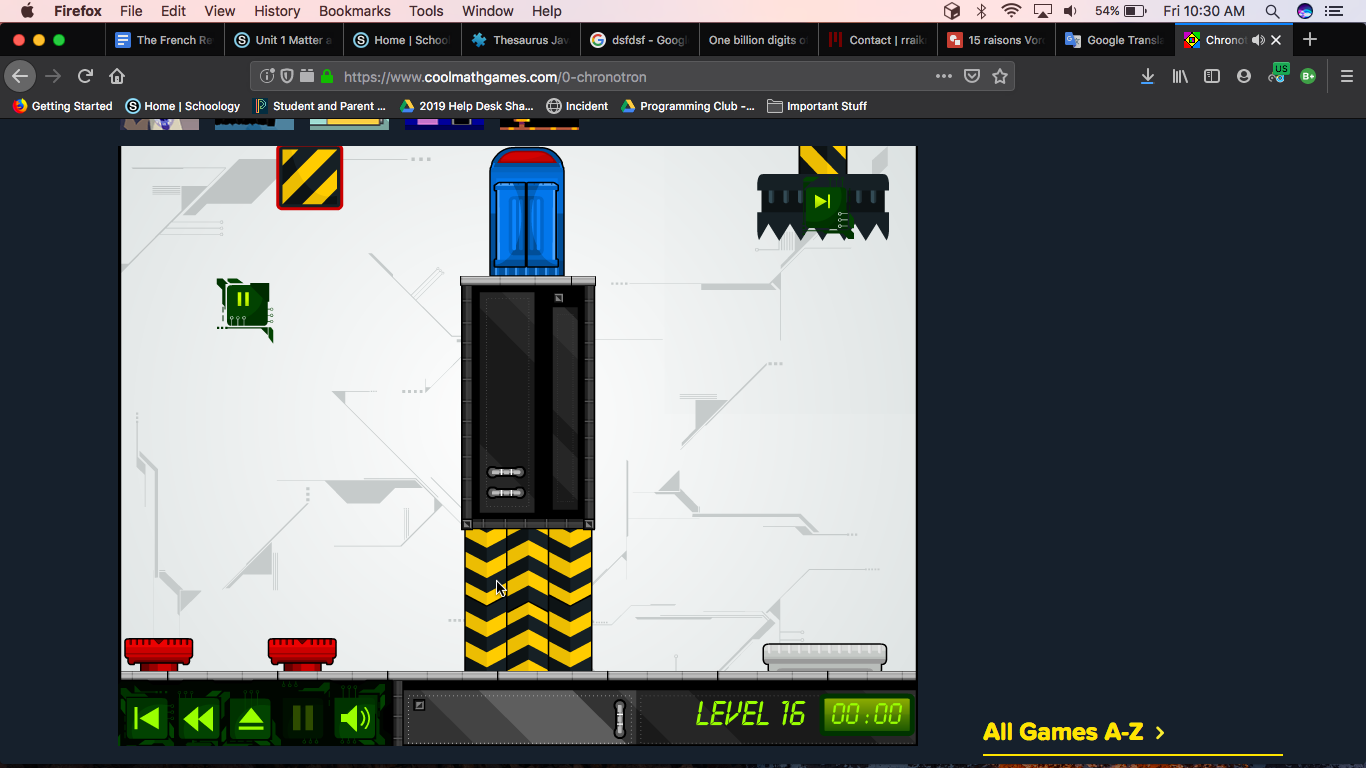 Firefox File Edit View History Bookmarks Tools Window Help 54% Fri 10:30 AM
The French Re Unit 1 Matter a Home | School Thesaurus Jav dsfdsf - Googl One billion digits o Contact | rraik 15 raisons Vor Google Transla Chronot
https://www.coolmathgames.com/0-chronotron US B+
Getting Started Home | Schoology Student and Parent ... 2019 Help Desk Sha... Incident Programming Club -... Important Stuff
LEVEL 16 00:00
All Games A-Z >